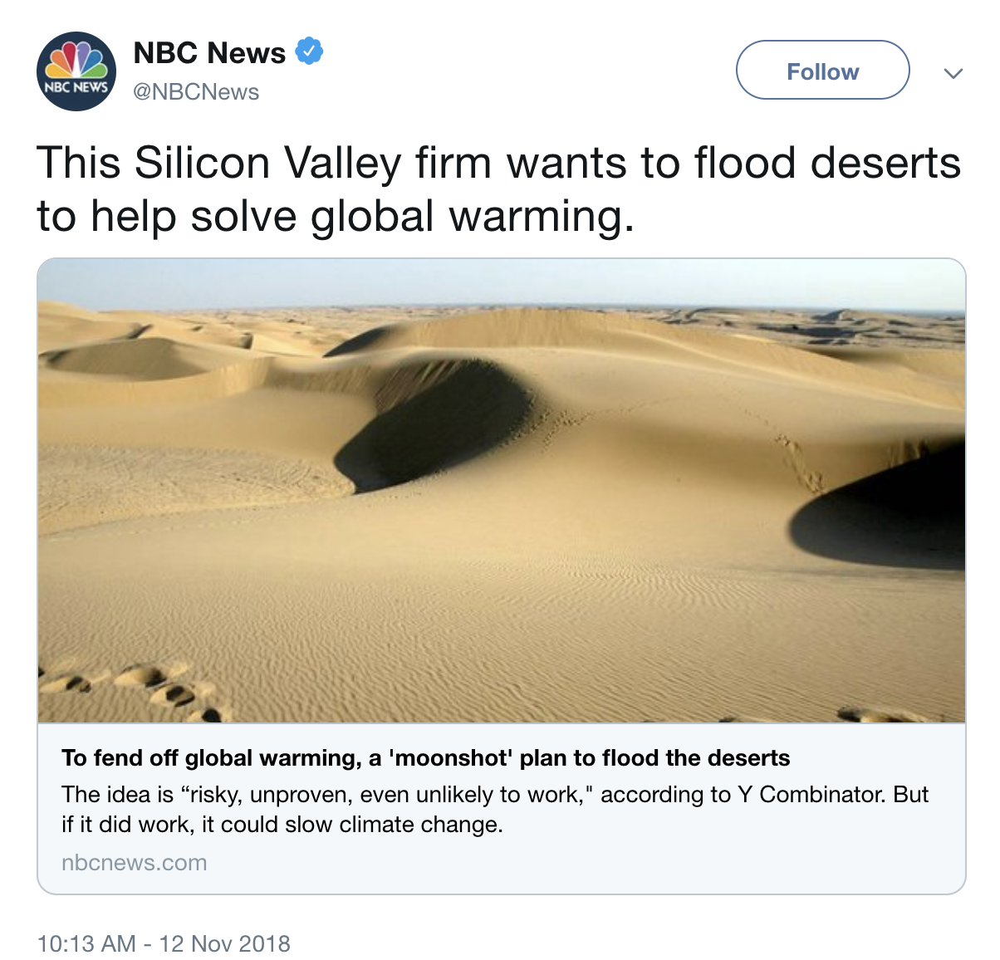 NBC NEWS
NBC News
@NBCNews
Follow
This Silicon Valley firm wants to flood deserts
to help solve global warming.
To fend off global warming, a 'moonshot' plan to flood the deserts
The idea is “risky, unproven, even unlikely to work," according to Y Combinator. But
if it did work, it could slow climate change.
nbcnews.com
10:13 AM - 12 Nov 2018